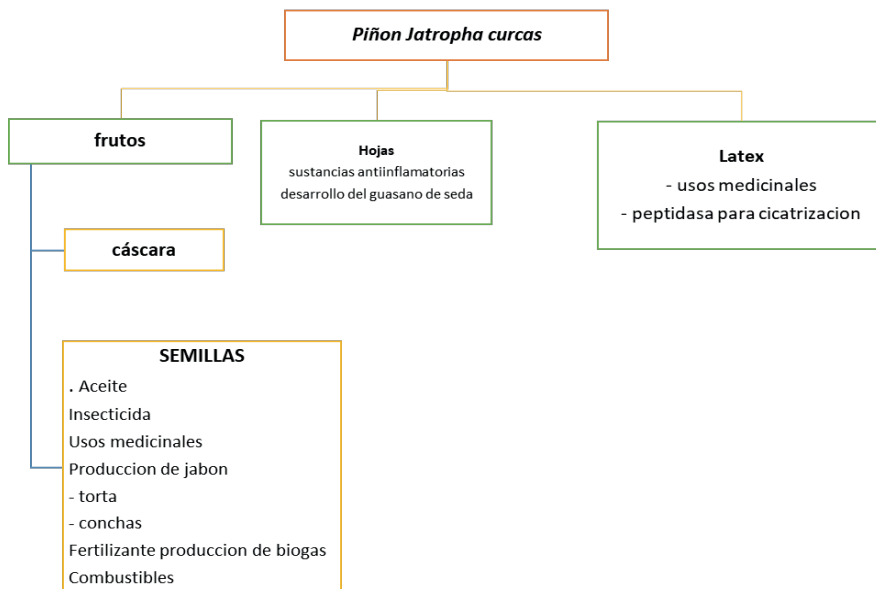 Piñon Jatropha curcas
frutos
Hojas
sustancias antiinflamatorias
desarrollo del guasano de seda
Latex
- usos medicinales
- peptidasa para cicatrizacion
cáscara
SEMILLAS
. Aceite
Insecticida
Usos medicinales
Produccion de jabon
- torta
- conchas
Fertilizante produccion de biogas
Combustibles